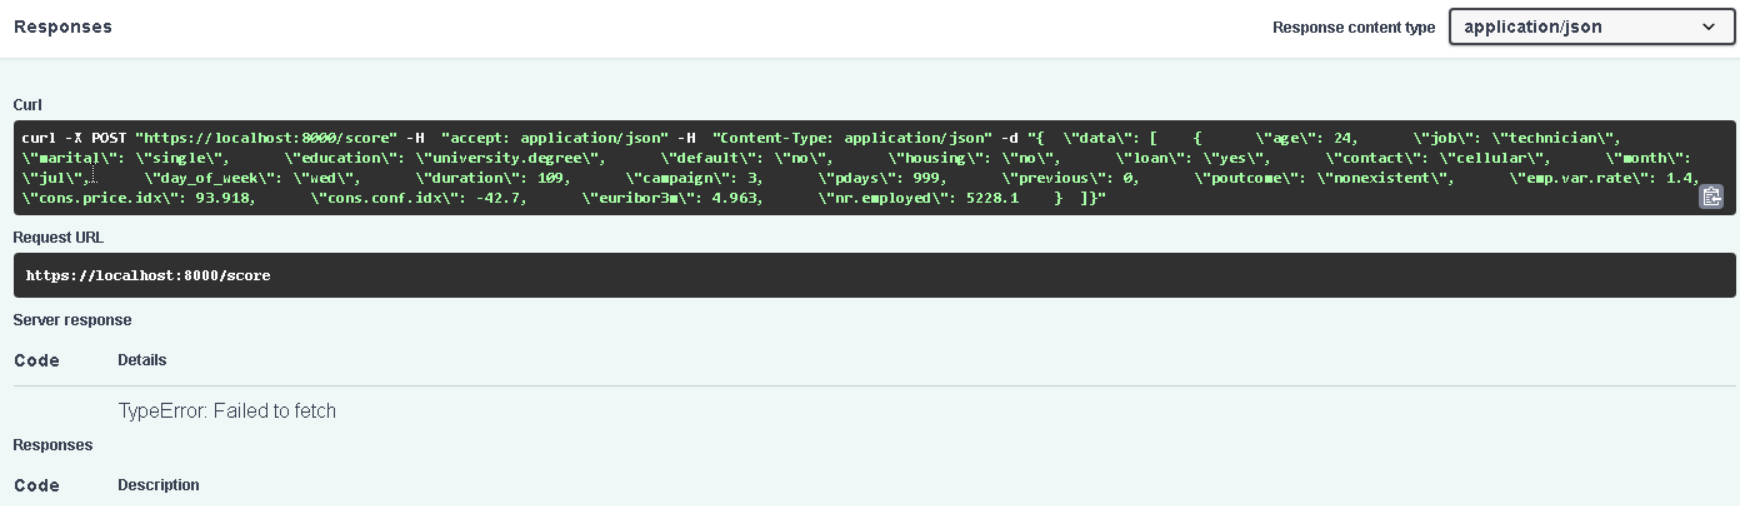 Responses
Response content type application/json
Curl
curl -X POST "https://localhost:8000/score" -H  "accept: application/json" -H  "Content-Type: application/json" -d "{  \"data\": [    {      \"age\": 24,      \"job\": \"technician\",
\"marital\": \"single\",      \"education\": \"university.degree\",      \"default\": \"no\",      \"housing\": \"no\",      \"loan\": \"yes\",      \"contact\": \"cellular\",      \"month\":
\"jul\",      \"day_of_week\": \"wed\",      \"duration\": 109,      \"campaign\": 3,      \"pdays\": 999,      \"previous\": 0,      \"poutcome\": \"nonexistent\",      \"emp.var.rate\": 1.4,
\"cons.price.idx\": 93.918,      \"cons.conf.idx\": -42.7,      \"euribor3m\": 4.963,      \"nr.employed\": 5228.1    }  ]}"
Request URL
https://localhost:8000/score
Server response
Code Details
TypeError: Failed to fetch
Responses
Code Description